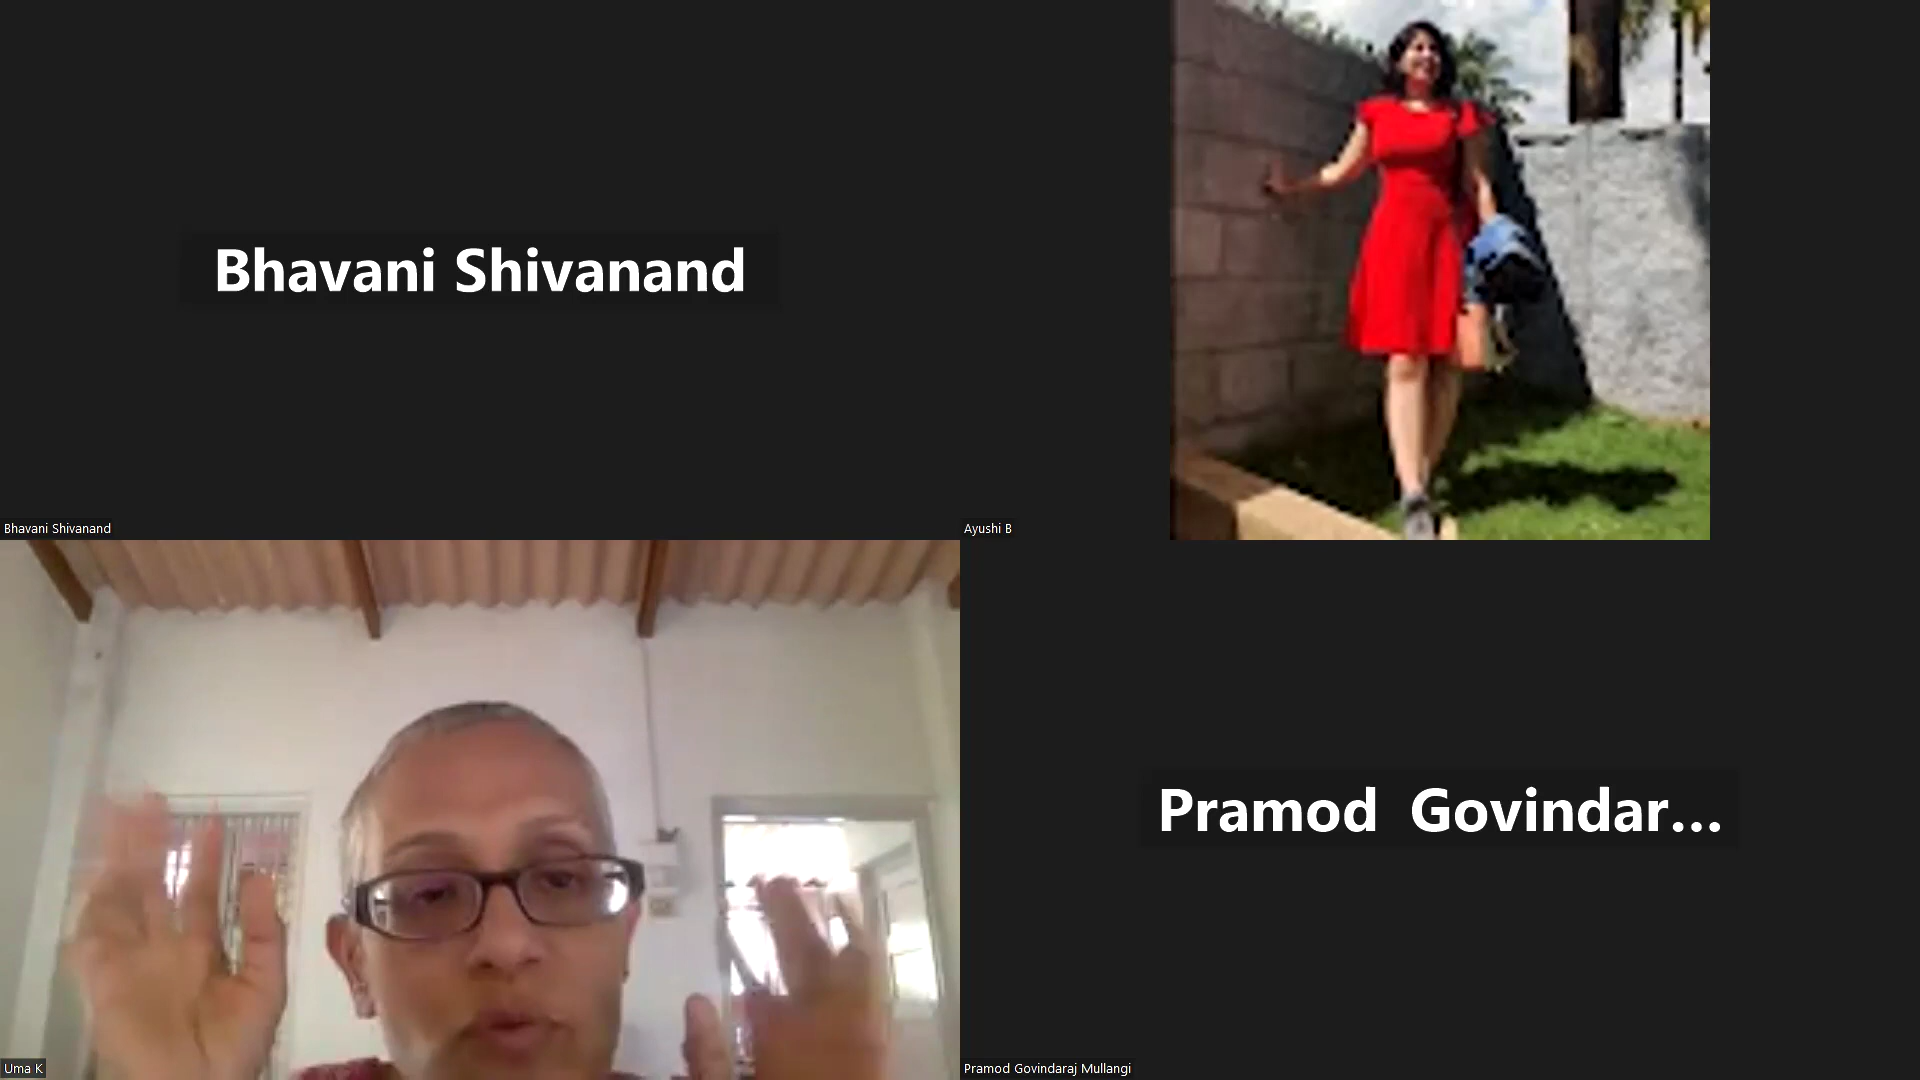 Bhavani Shivanand
Bhavani Shivanand
Ayushi B
Pramod Govindar...
Uma K
Pramod Govindaraj Mullangi